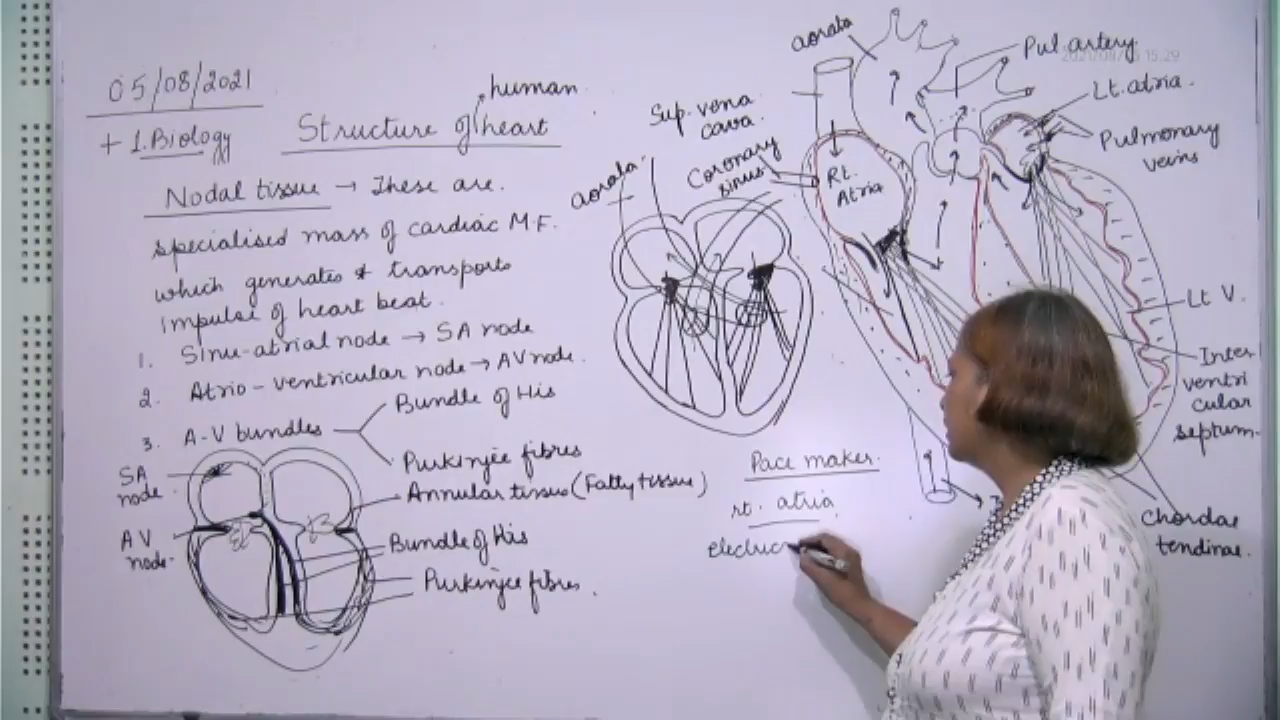 05/08/2021
+1.Biology
human
Structure of heart
Nodal tissue → These are.
specialised mass of cardiac M.F.
which generates & transports
impulse of heart beat.
1. Sinu-atrial node → SA node
2. Atrio-ventricular node → AV node.
3. A-V bundles
Bundle of His
Purkinjee fibres
SA
node.
AV
node.
Annular tissue (Fatty tissue)
Bundle of His
Purkinjee fibres.
aorata
Sup. vena
cava.
Coronary
sinus
aorata
Rt.
Atria
Pul. artery
15:29
Lt. atria.
Pulmonary
veins
Lt V.
Inter
ventri
cular
septum.
Chordae
tendinae.
Pace maker.
rt. atria
electric